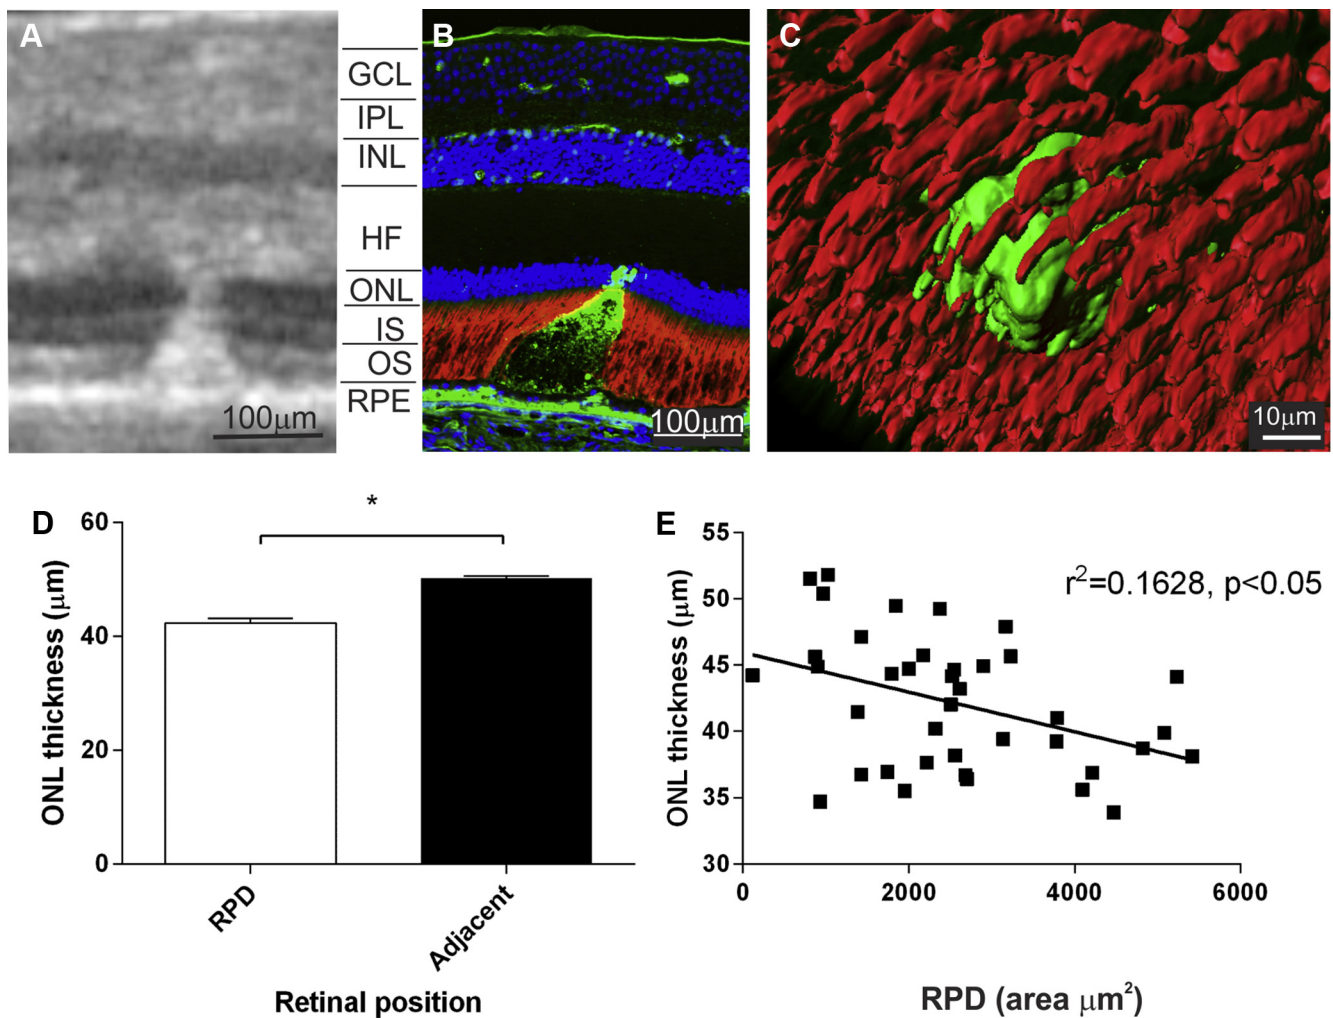 A
GCL
IPL
INL
HF
ONL
IS
OS
RPE
100μm
B
100μm
C
10μm
D
*
60
40
20
0
ONL thickness (μm)
RPD
Adjacent
Retinal position
E
r²=0.1628, p<0.05
55
50
45
40
35
30
ONL thickness (μm)
0 2000 4000 6000
RPD (area μm²)